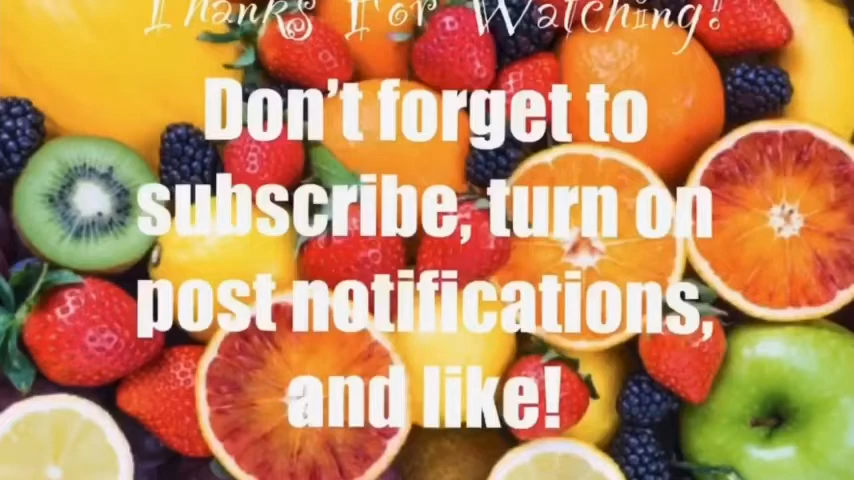 Thanks For Watching!
Don't forget to
subscribe, turn on
post notifications,
and like!